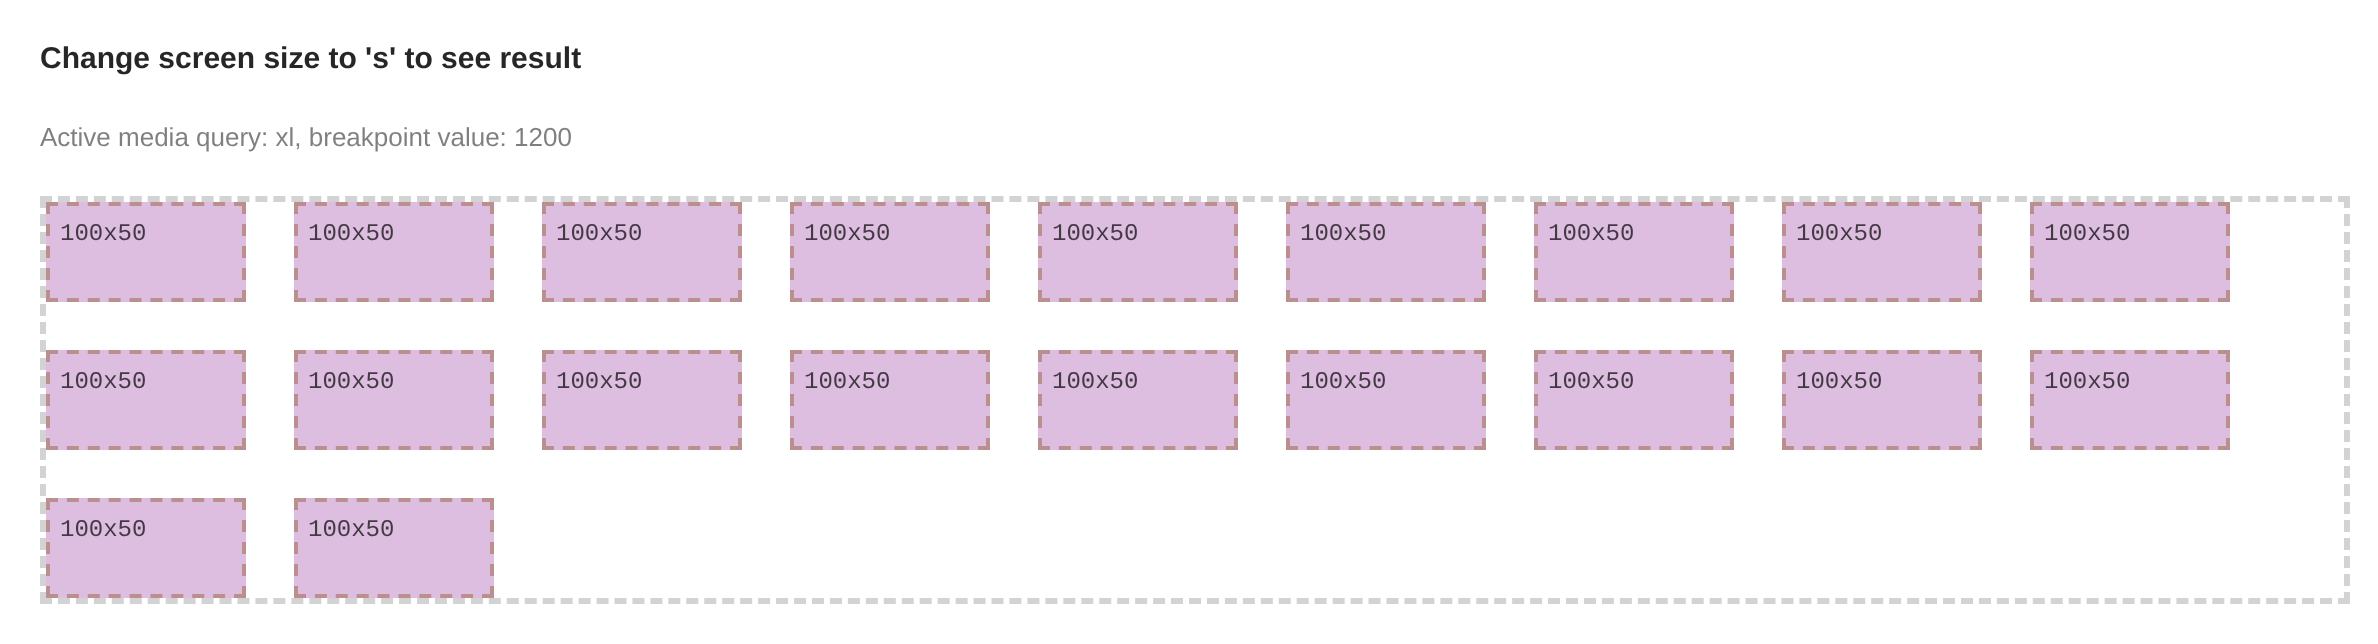 Change screen size to 's' to see result
Active media query: xl, breakpoint value: 1200
100x50 100x50 100x50 100x50 100x50 100x50 100x50 100x50 100x50
100x50 100x50 100x50 100x50 100x50 100x50 100x50 100x50 100x50
100x50 100x50